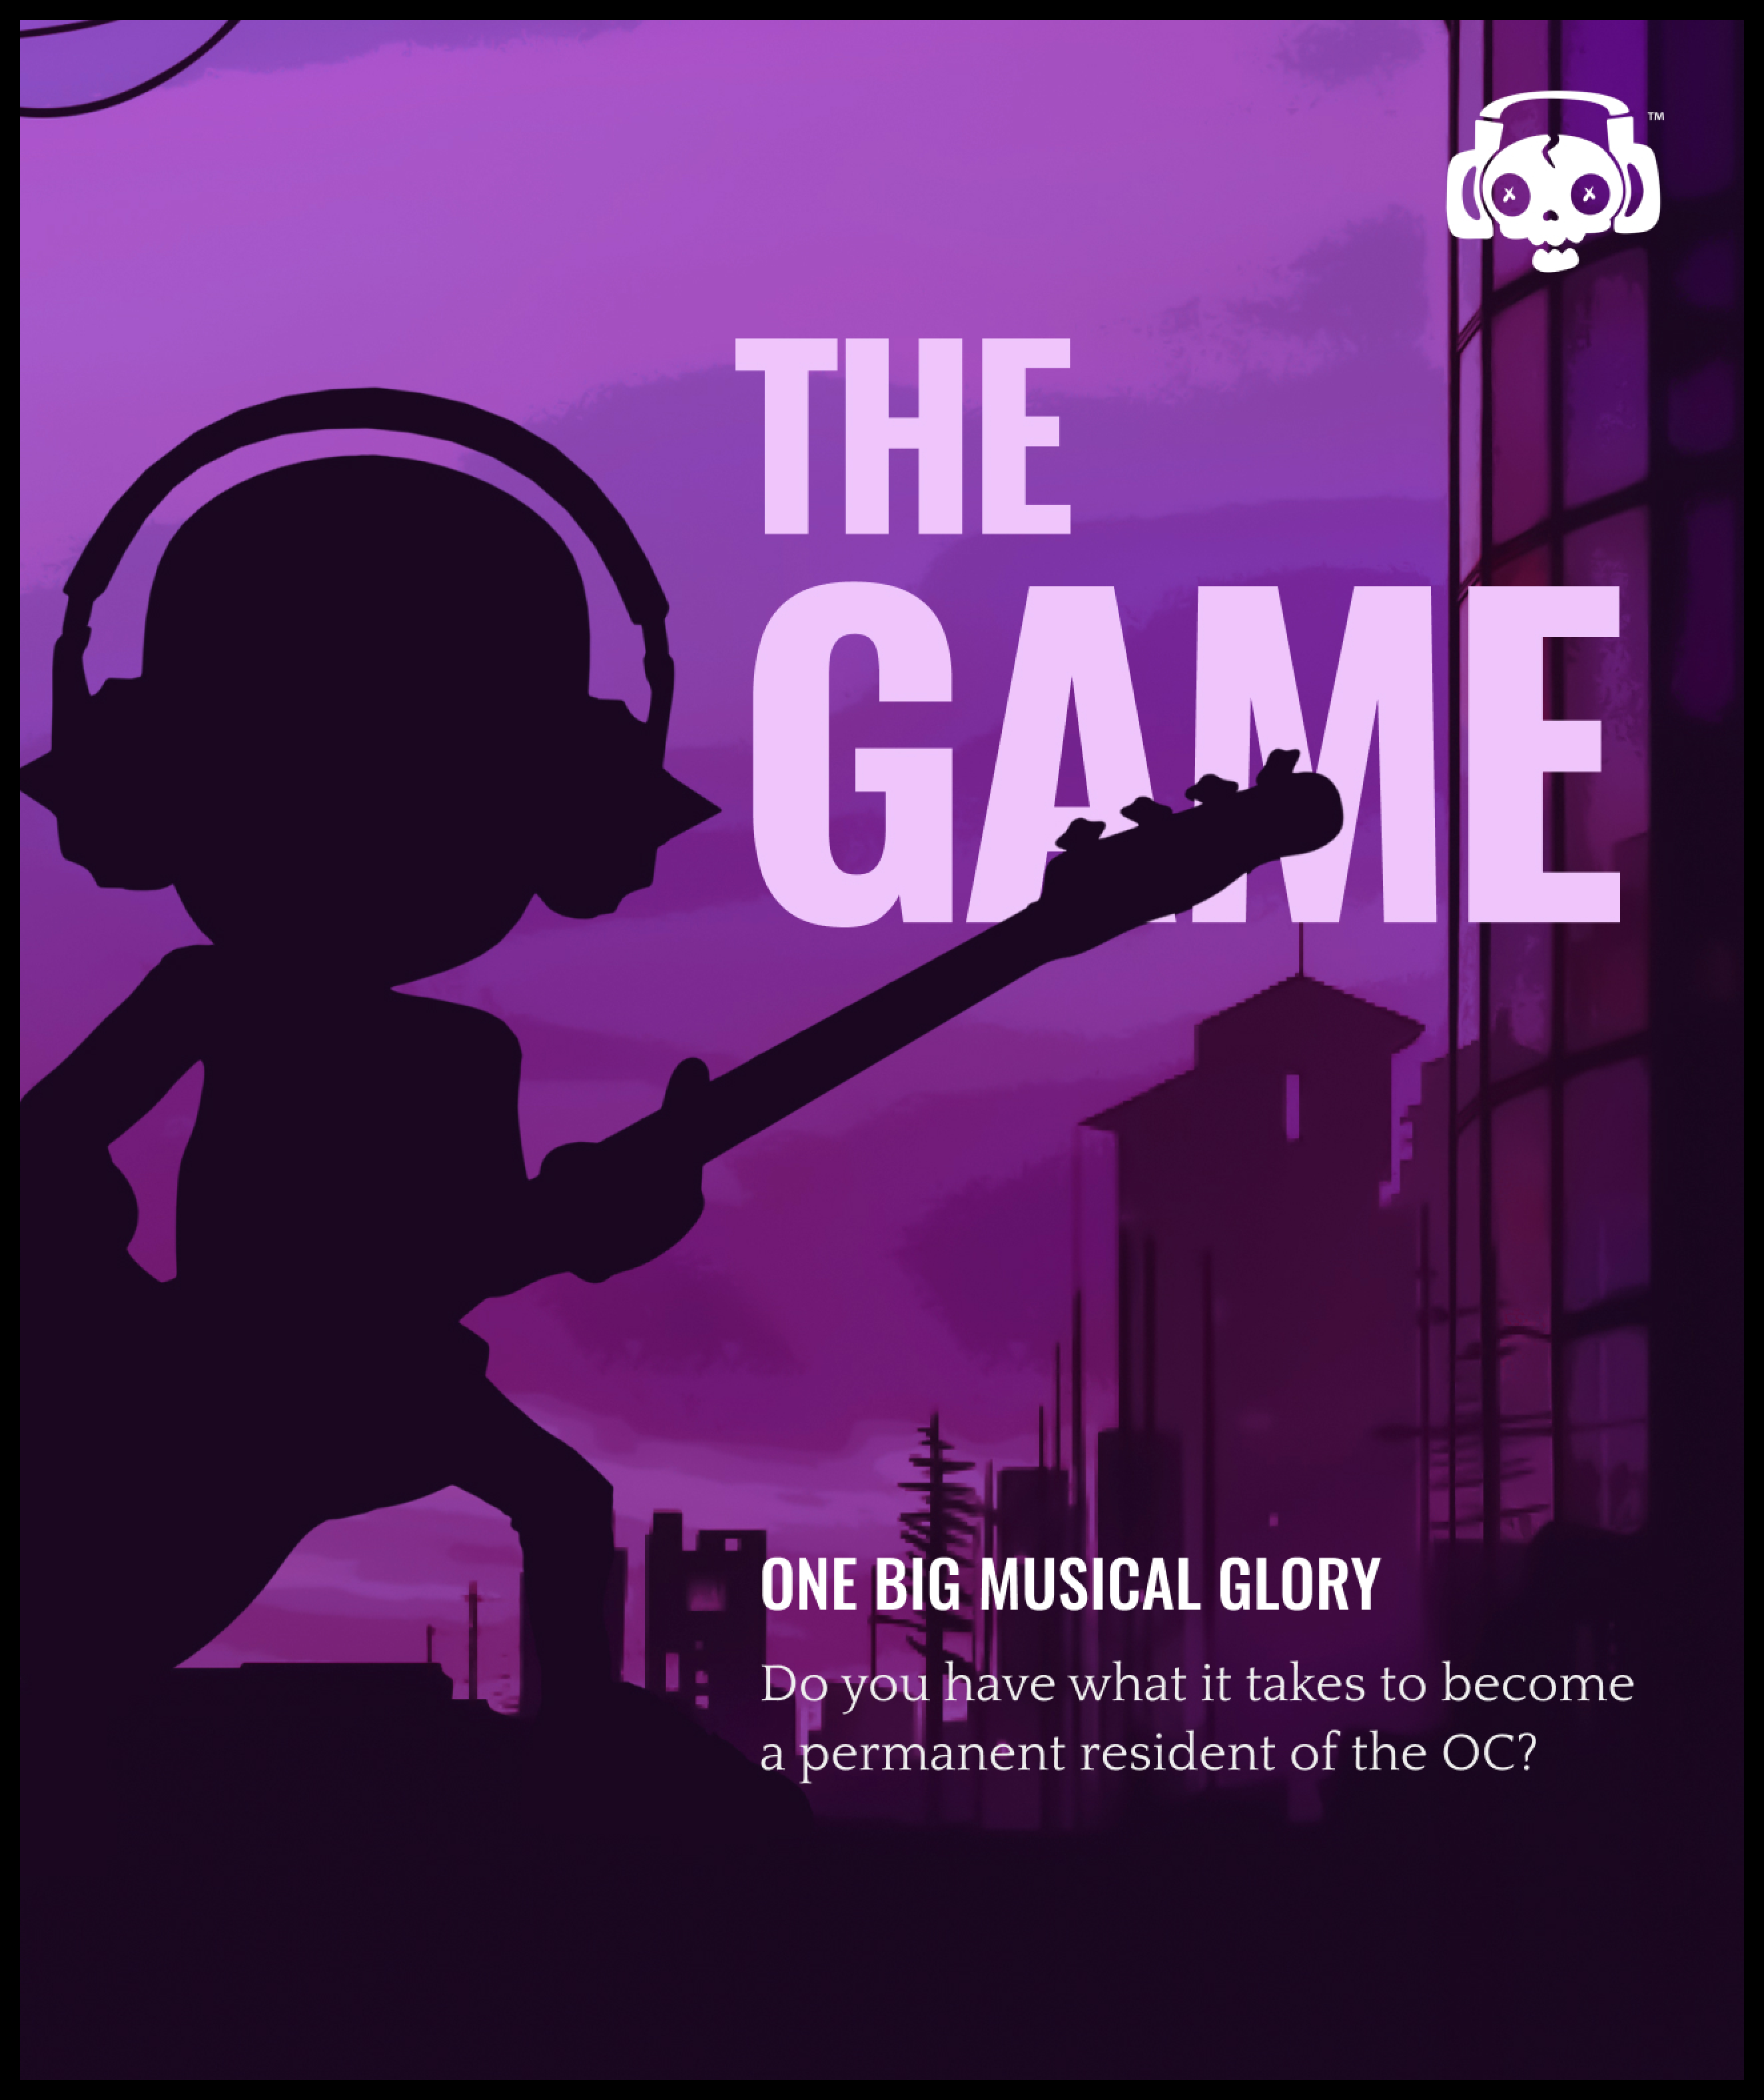 ™
THE
GAME
ONE BIG MUSICAL GLORY
Do you have what it takes to become
a permanent resident of the OC?